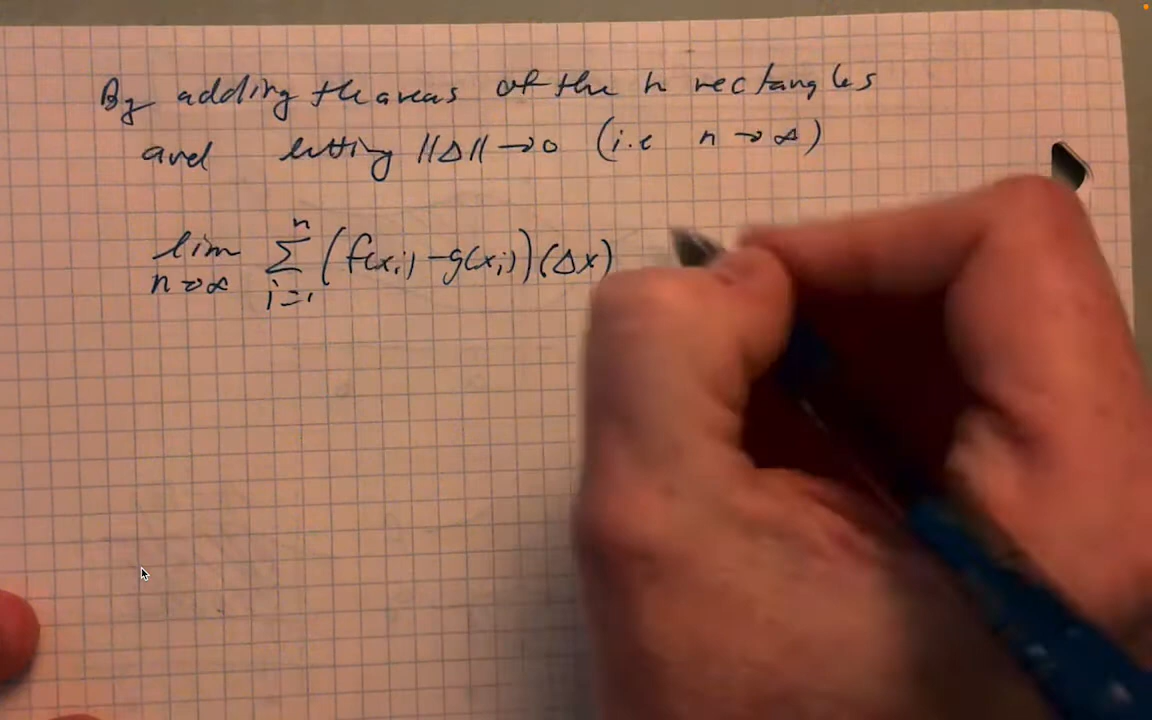 By adding the areas of the n rectangles
and letting ||Δ|| → 0 (i.e n → ∞)
lim n→∞ n Σ i=1 (f(xᵢ) - g(xᵢ)) (Δx)